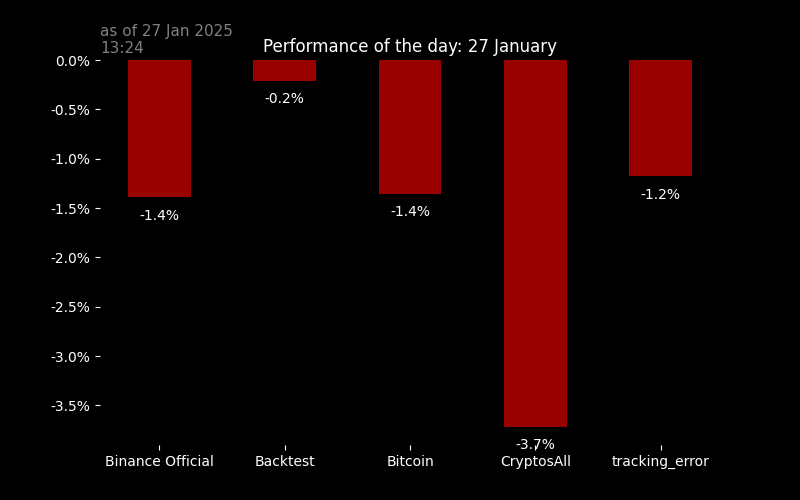 as of 27 Jan 2025
13:24
Performance of the day: 27 January
0.0%
-0.5%
-1.0%
-1.5%
-2.0%
-2.5%
-3.0%
-3.5%
-1.4%
-0.2%
-1.4%
-3.7%
-1.2%
Binance Official
Backtest
Bitcoin
CryptosAll
tracking_error